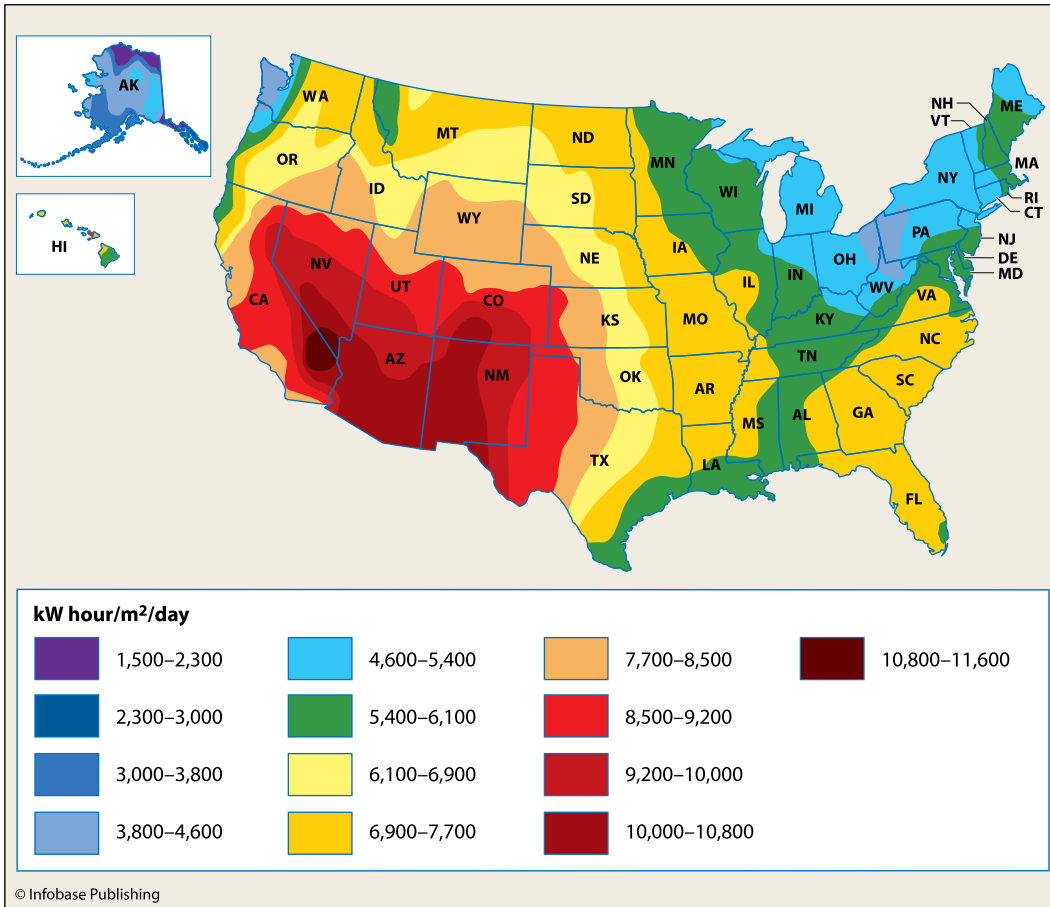 AK
HI
WA
OR
CA
ID
NV
MT
WY
UT
AZ
CO
NM
ND
SD
NE
KS
OK
TX
MN
IA
MO
AR
LA
WI
IL
MS
MI
IN
KY
TN
AL
OH
WV
VA
NC
SC
GA
FL
PA
NY
NH
VT
ME
MA
RI
CT
NJ
DE
MD
kW hour/m²/day
1,500–2,300
2,300–3,000
3,000–3,800
3,800–4,600
4,600–5,400
5,400–6,100
6,100–6,900
6,900–7,700
7,700–8,500
8,500–9,200
9,200–10,000
10,000–10,800
10,800–11,600
© Infobase Publishing